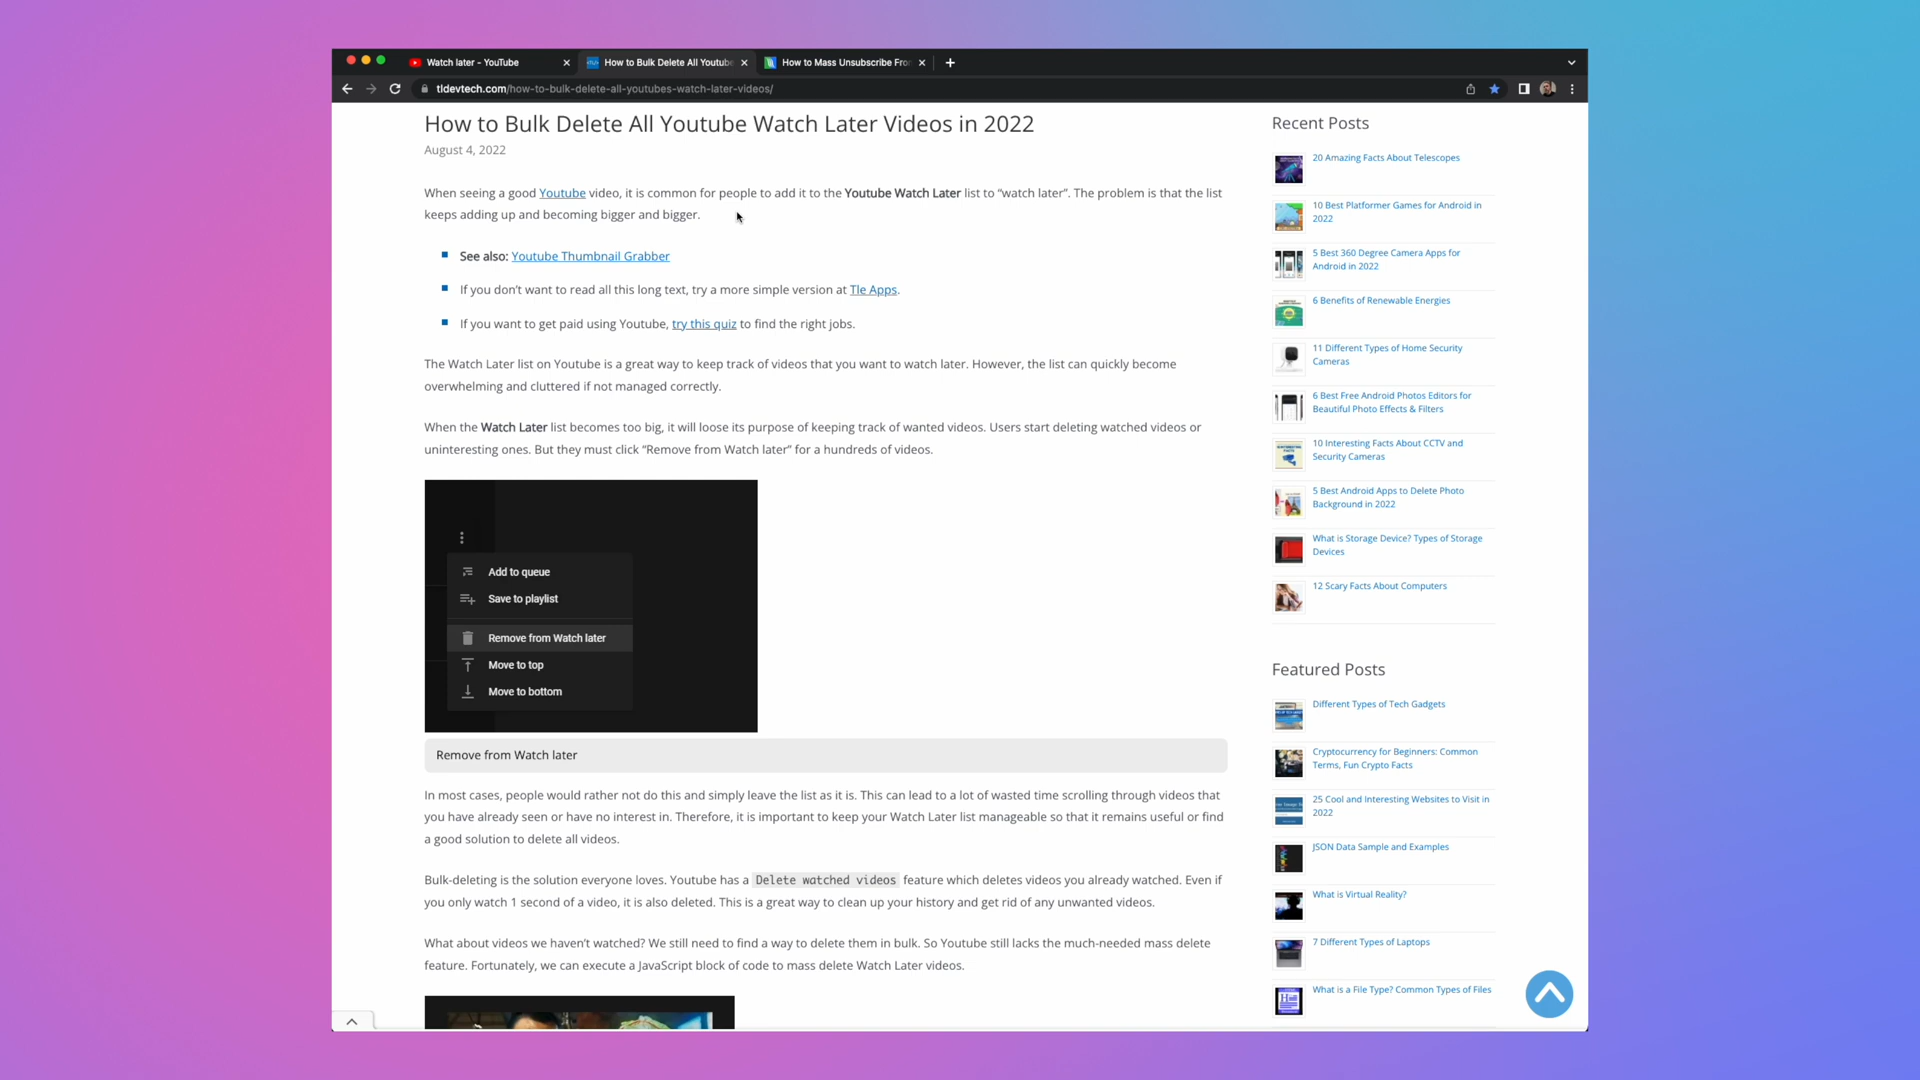 Watch later - YouTube
How to Bulk Delete All Youtube
How to Mass Unsubscribe Fro
tldevtech.com/how-to-bulk-delete-all-youtubes-watch-later-videos/
How to Bulk Delete All Youtube Watch Later Videos in 2022
August 4, 2022
When seeing a good Youtube video, it is common for people to add it to the Youtube Watch Later list to “watch later”. The problem is that the list
keeps adding up and becoming bigger and bigger.
See also: Youtube Thumbnail Grabber
If you don’t want to read all this long text, try a more simple version at Tle Apps.
If you want to get paid using Youtube, try this quiz to find the right jobs.
The Watch Later list on Youtube is a great way to keep track of videos that you want to watch later. However, the list can quickly become
overwhelming and cluttered if not managed correctly.
When the Watch Later list becomes too big, it will loose its purpose of keeping track of wanted videos. Users start deleting watched videos or
uninteresting ones. But they must click “Remove from Watch later” for a hundreds of videos.
Add to queue
Save to playlist
Remove from Watch later
Move to top
Move to bottom
Remove from Watch later
In most cases, people would rather not do this and simply leave the list as it is. This can lead to a lot of wasted time scrolling through videos that
you have already seen or have no interest in. Therefore, it is important to keep your Watch Later list manageable so that it remains useful or find
a good solution to delete all videos.
Bulk-deleting is the solution everyone loves. Youtube has a Delete watched videos feature which deletes videos you already watched. Even if
you only watch 1 second of a video, it is also deleted. This is a great way to clean up your history and get rid of any unwanted videos.
What about videos we haven’t watched? We still need to find a way to delete them in bulk. So Youtube still lacks the much-needed mass delete
feature. Fortunately, we can execute a JavaScript block of code to mass delete Watch Later videos.
Recent Posts
20 Amazing Facts About Telescopes
10 Best Platformer Games for Android in
2022
5 Best 360 Degree Camera Apps for
Android in 2022
6 Benefits of Renewable Energies
11 Different Types of Home Security
Cameras
6 Best Free Android Photos Editors for
Beautiful Photo Effects & Filters
10 Interesting Facts About CCTV and
Security Cameras
5 Best Android Apps to Delete Photo
Background in 2022
What is Storage Device? Types of Storage
Devices
12 Scary Facts About Computers
Featured Posts
Different Types of Tech Gadgets
Cryptocurrency for Beginners: Common
Terms, Fun Crypto Facts
25 Cool and Interesting Websites to Visit in
2022
JSON Data Sample and Examples
What is Virtual Reality?
7 Different Types of Laptops
What is a File Type? Common Types of Files